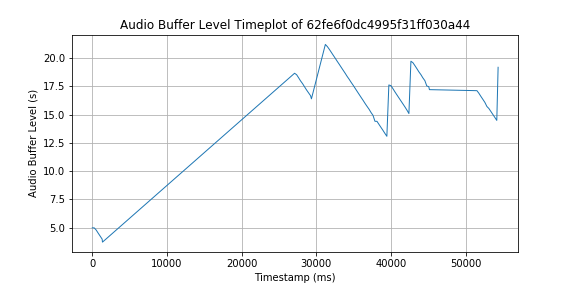 Audio Buffer Level Timeplot of 62fe6f0dc4995f31ff030a44
20.0
17.5
15.0
12.5
10.0
7.5
5.0
Audio Buffer Level (s)
0 10000 20000 30000 40000 50000
Timestamp (ms)